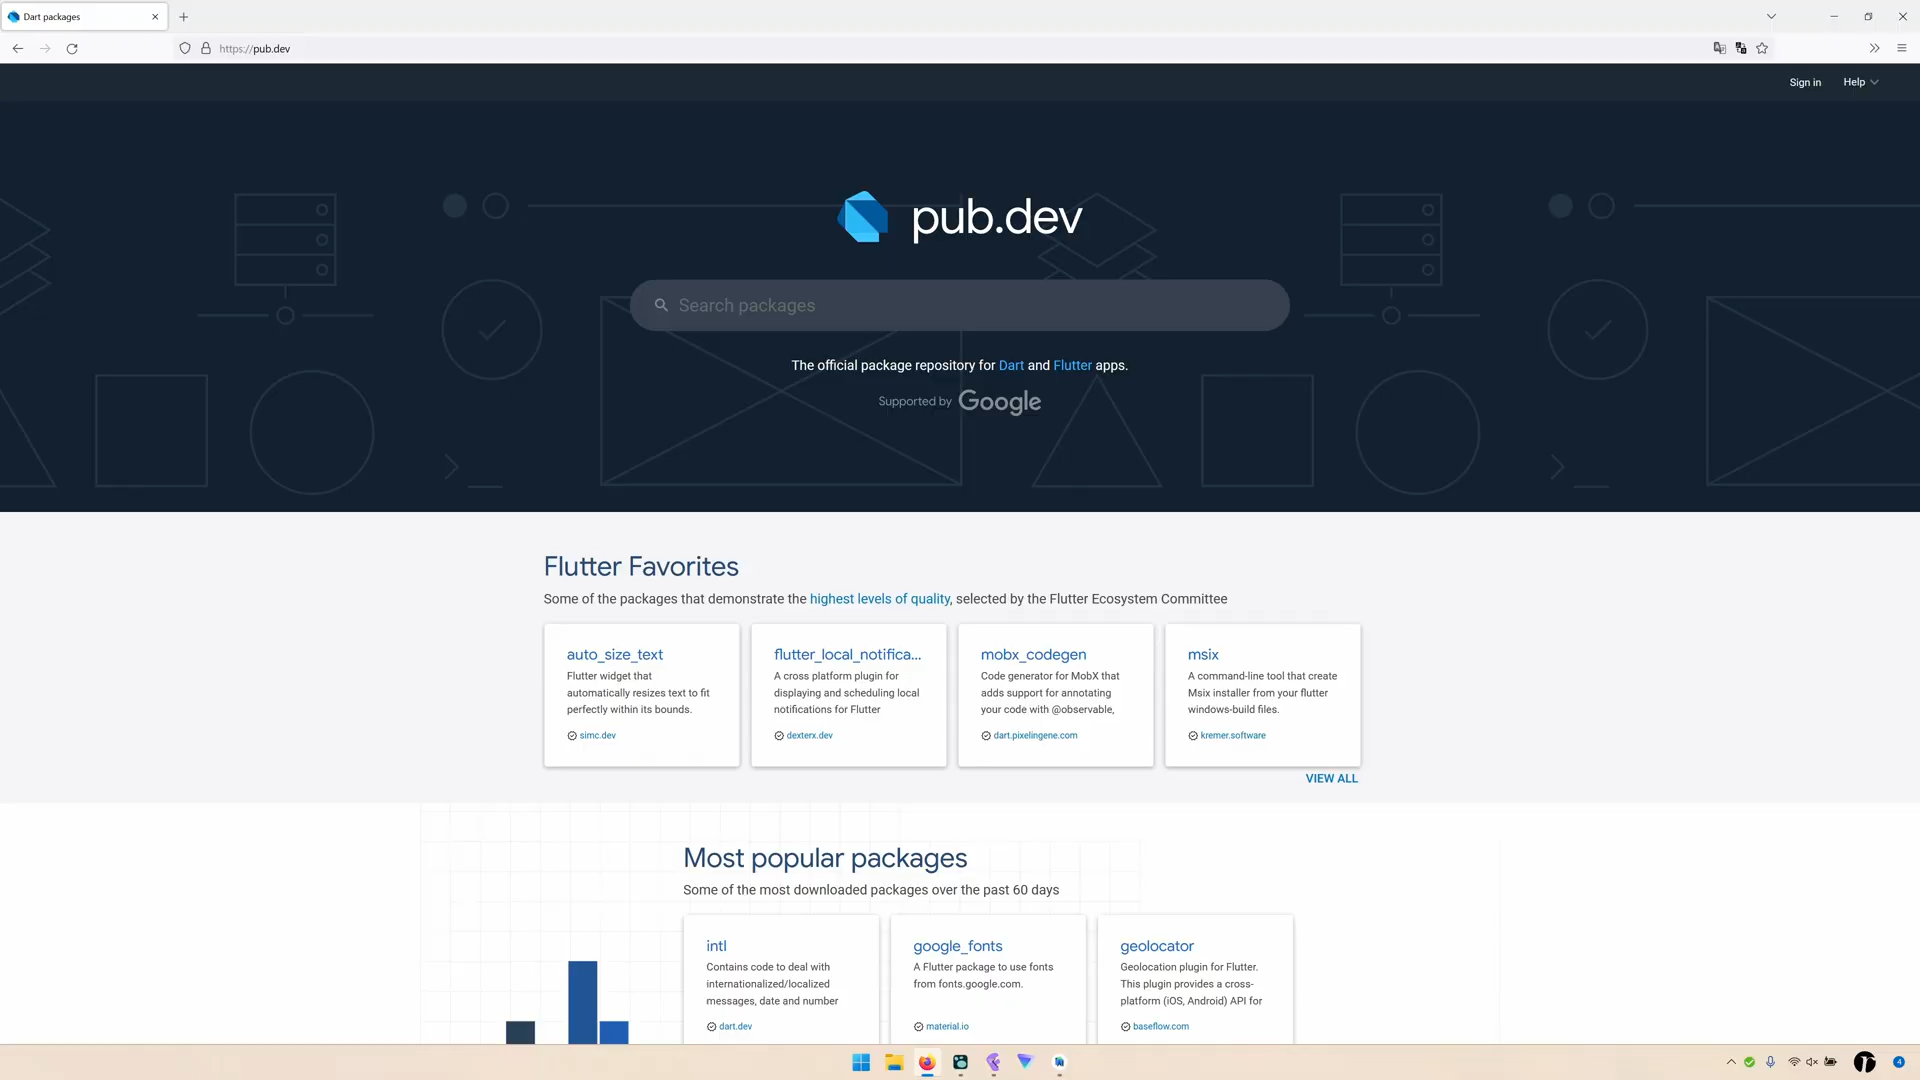 Dart packages
https://pub.dev
Sign in
Help
pub.dev
Search packages
The official package repository for Dart and Flutter apps.
Supported by Google
Flutter Favorites
Some of the packages that demonstrate the highest levels of quality, selected by the Flutter Ecosystem Committee
auto_size_text
Flutter widget that
automatically resizes text to fit
perfectly within its bounds.
simc.dev
flutter_local_notifica...
A cross platform plugin for
displaying and scheduling local
notifications for Flutter
dexterx.dev
mobx_codegen
Code generator for MobX that
adds support for annotating
your code with @observable,
dart.pixelingene.com
msix
A command-line tool that create
Msix installer from your flutter
windows-build files.
kremer.software
VIEW ALL
Most popular packages
Some of the most downloaded packages over the past 60 days
intl
Contains code to deal with
internationalized/localized
messages, date and number
dart.dev
google_fonts
A Flutter package to use fonts
from fonts.google.com.
material.io
geolocator
Geolocation plugin for Flutter.
This plugin provides a cross-
platform (iOS, Android) API for
baseflow.com
4